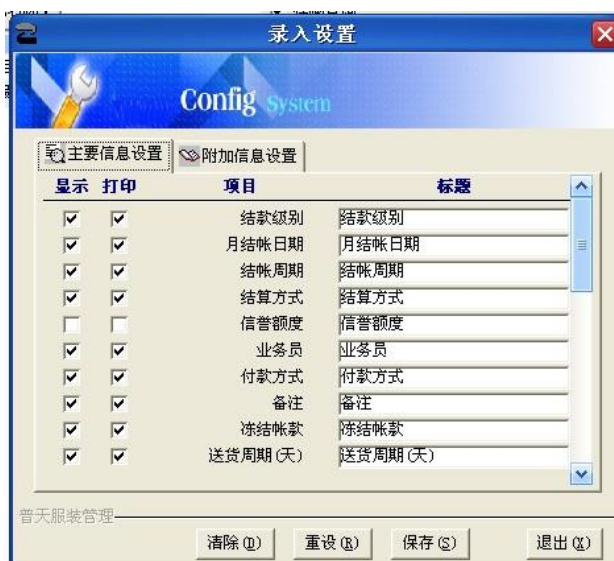 录入设置
Config System
主要信息设置 附加信息设置
显示 打印 项目 标题
结款级别 结款级别
月结帐日期 月结帐日期
结帐周期 结帐周期
结算方式 结算方式
信誉额度 信誉额度
业务员 业务员
付款方式 付款方式
备注 备注
冻结帐款 冻结帐款
送货周期(天) 送货周期(天)
普天服装管理
清除(D) 重设(R) 保存(S) 退出(X)